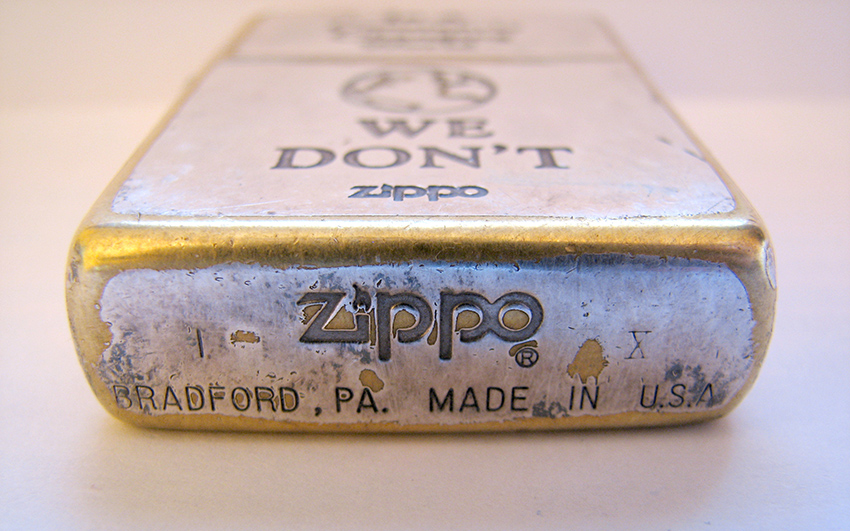 WE
DON'T
zippo
zippo ®
I X
BRADFORD, PA. MADE IN U.S.A